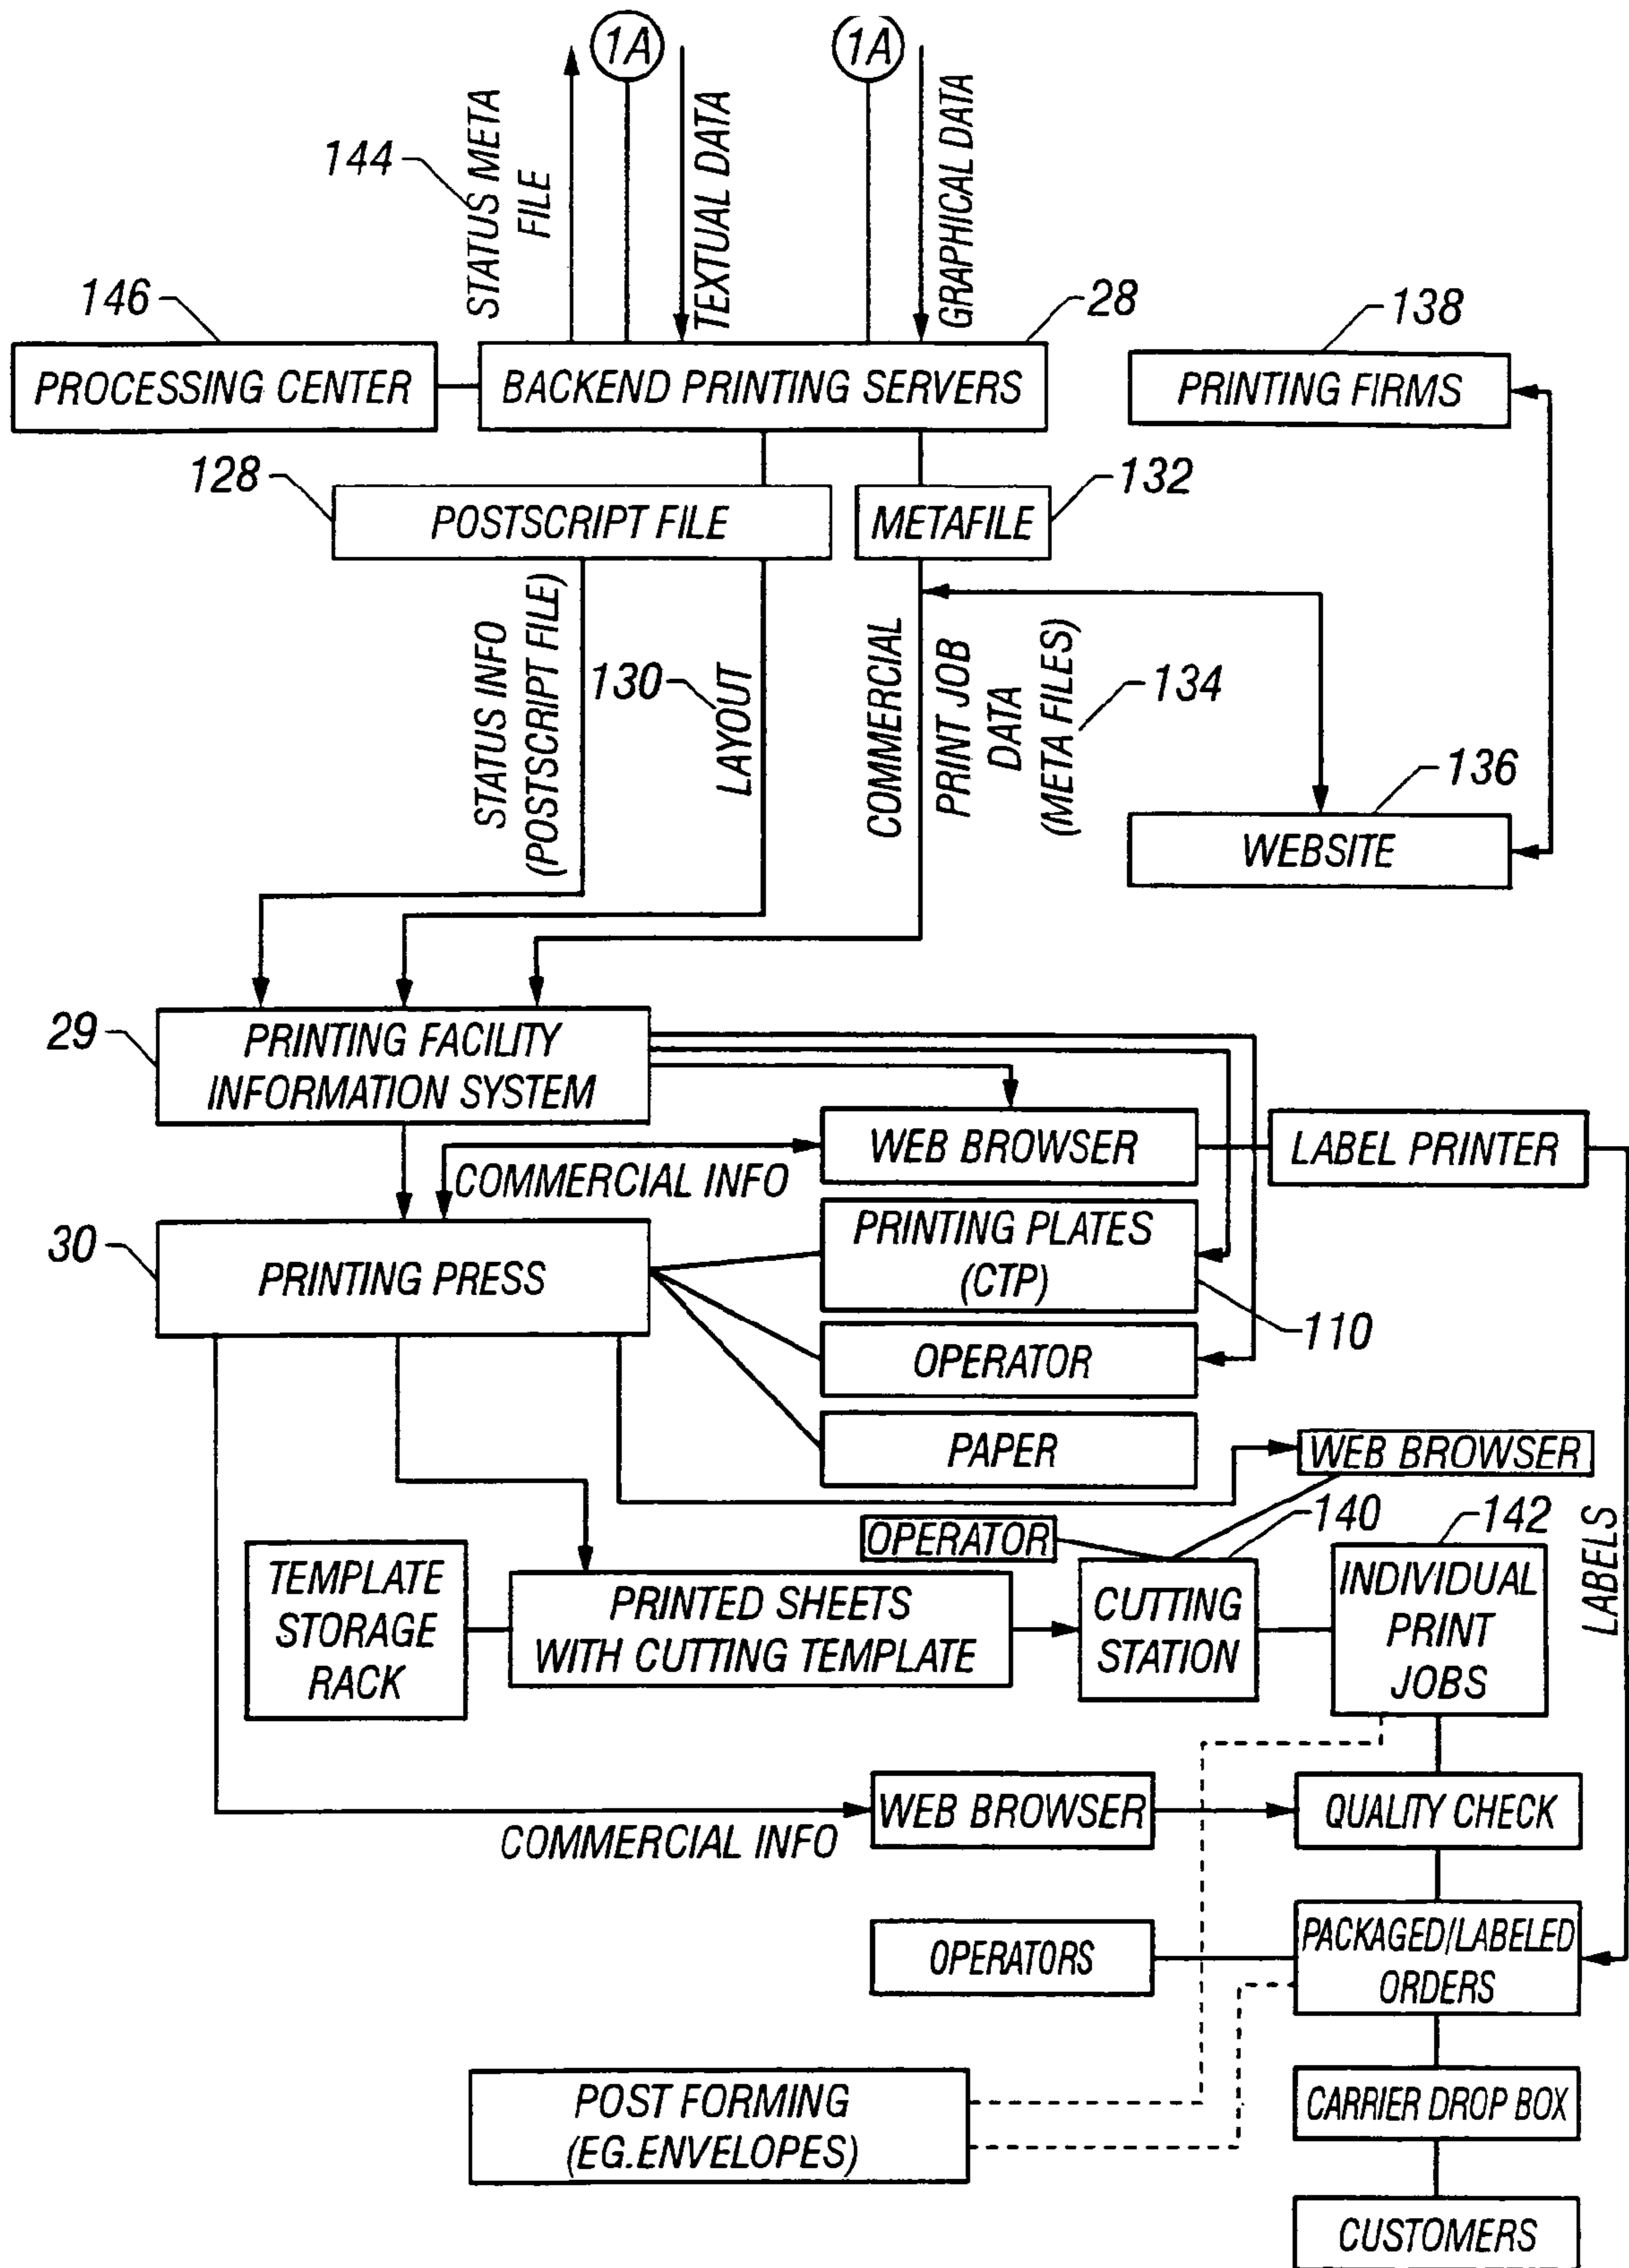 1A
1A
144
STATUS META
FILE
TEXTUAL DATA
GRAPHICAL DATA
146
28
138
PROCESSING CENTER
BACKEND PRINTING SERVERS
PRINTING FIRMS
128
132
POSTSCRIPT FILE
METAFILE
STATUS INFO
(POSTSCRIPT FILE)
130
LAYOUT
COMMERCIAL
PRINT JOB
DATA
(META FILES)
134
136
WEBSITE
29
PRINTING FACILITY
INFORMATION SYSTEM
WEB BROWSER
LABEL PRINTER
COMMERCIAL INFO
30
PRINTING PRESS
PRINTING PLATES
(CTP)
110
OPERATOR
PAPER
WEB BROWSER
OPERATOR
140
142
LABELS
TEMPLATE
STORAGE
RACK
PRINTED SHEETS
WITH CUTTING TEMPLATE
CUTTING
STATION
INDIVIDUAL
PRINT
JOBS
WEB BROWSER
QUALITY CHECK
COMMERCIAL INFO
OPERATORS
PACKAGED/LABELED
ORDERS
POST FORMING
(EG.ENVELOPES)
CARRIER DROP BOX
CUSTOMERS